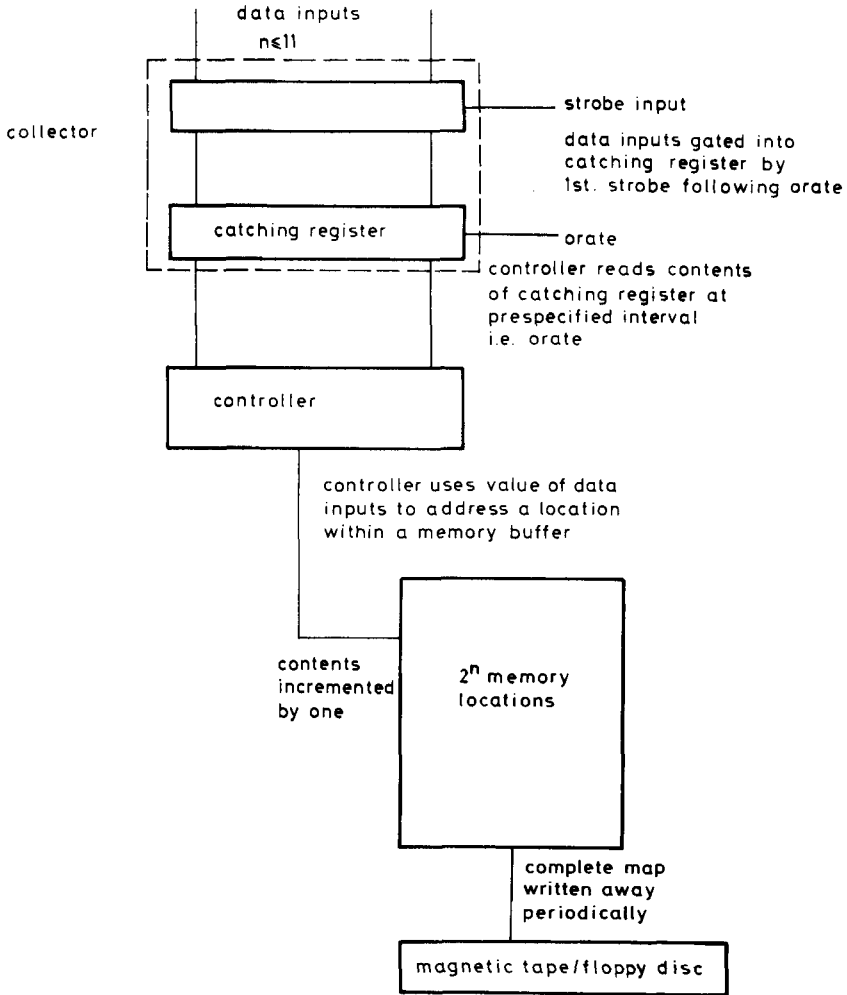 data inputs
n⩽11
collector
strobe input
data inputs gated into
catching register by
1st. strobe following orate
catching register
orate
controller reads contents
of catching register at
prespecified interval
i.e. orate
controller
controller uses value of data
inputs to address a location
within a memory buffer
contents
incremented
by one
2ⁿ memory
locations
complete map
written away
periodically
magnetic tape/floppy disc